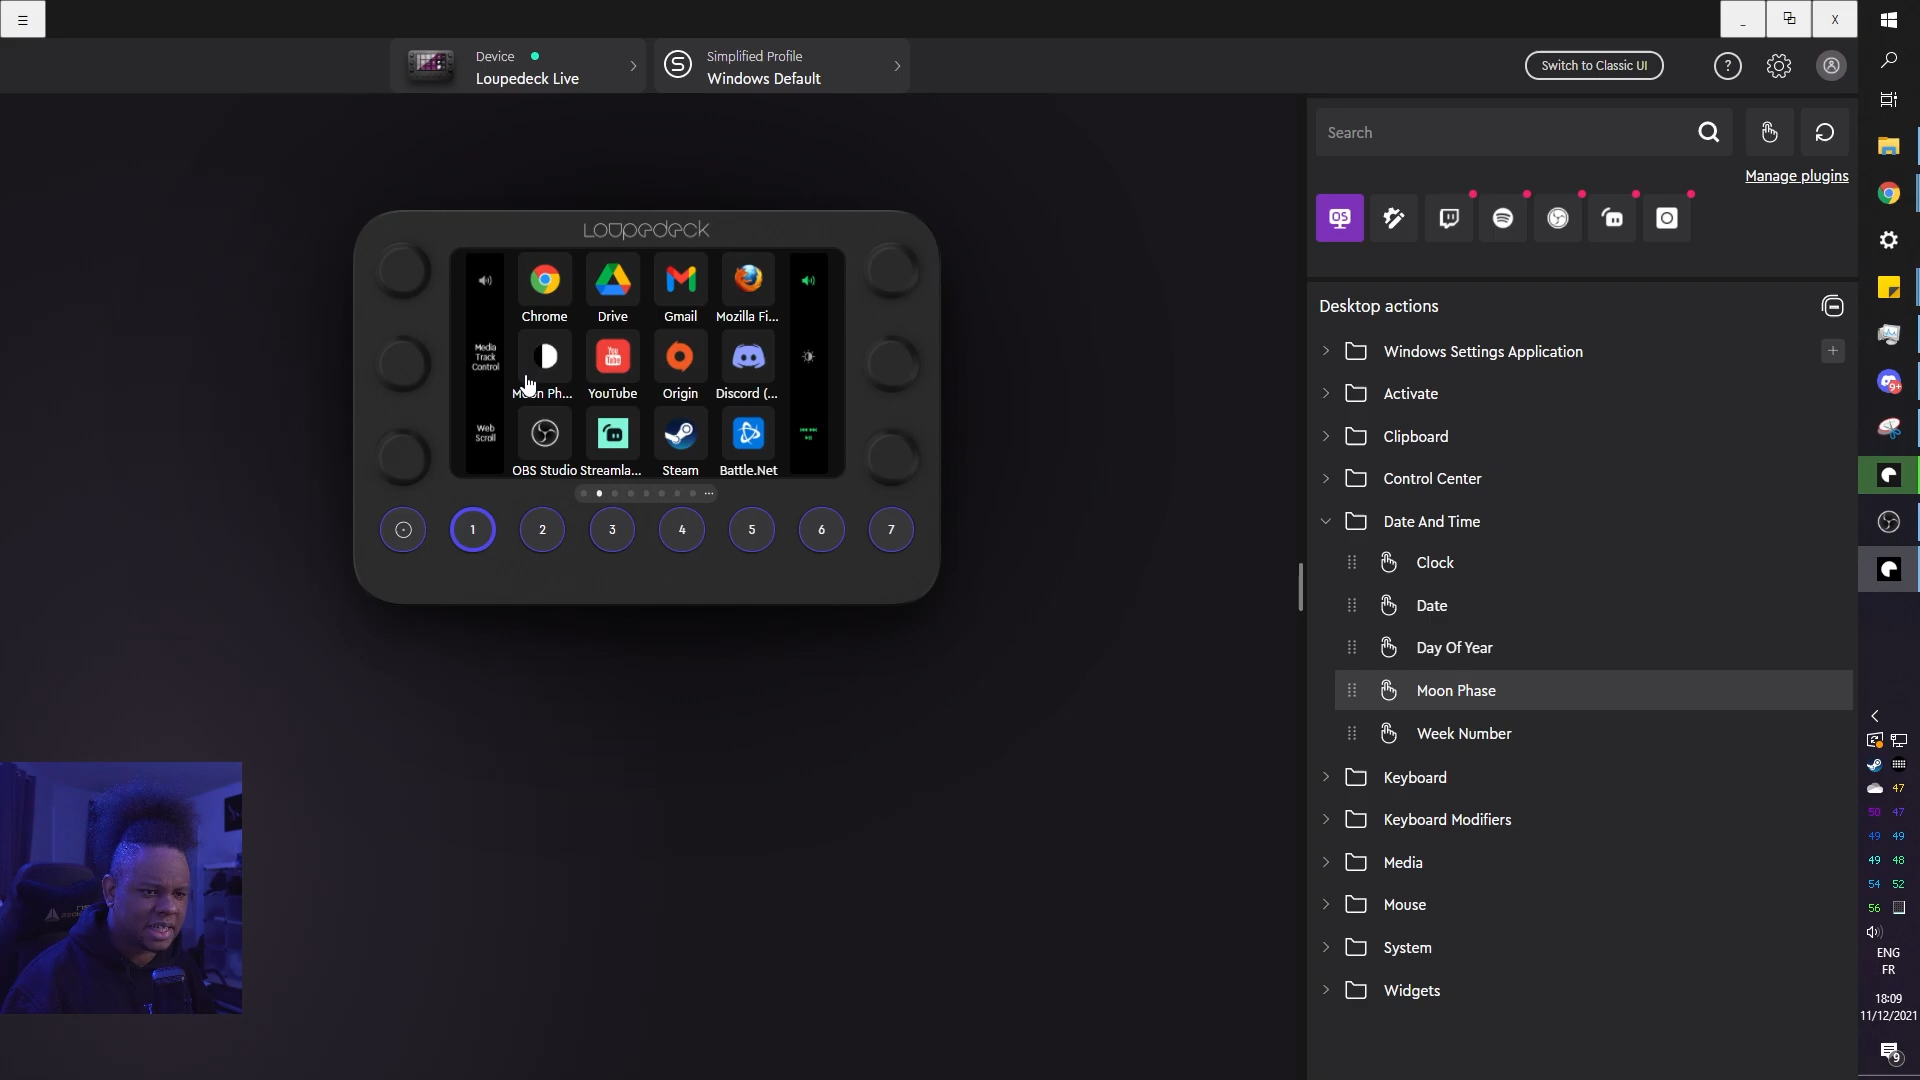 Device
Loupedeck Live
S
Simplified Profile
Windows Default
Switch to Classic UI
?
Search
Manage plugins
OS
Loupedeck
Chrome
Drive
Gmail
Mozilla Fi...
Media
Track
Control
YouTube
Origin
Discord (...
Web
Scroll
OBS Studio
Streamla...
Steam
Battle.Net
1
2
3
4
5
6
7
Desktop actions
Windows Settings Application
Activate
Clipboard
Control Center
Date And Time
Clock
Date
Day Of Year
Moon Phase
Week Number
Keyboard
Keyboard Modifiers
Media
Mouse
System
Widgets
9+
47
50 47
49 49
49 48
54 52
56
ENG
FR
18:09
11/12/2021
9